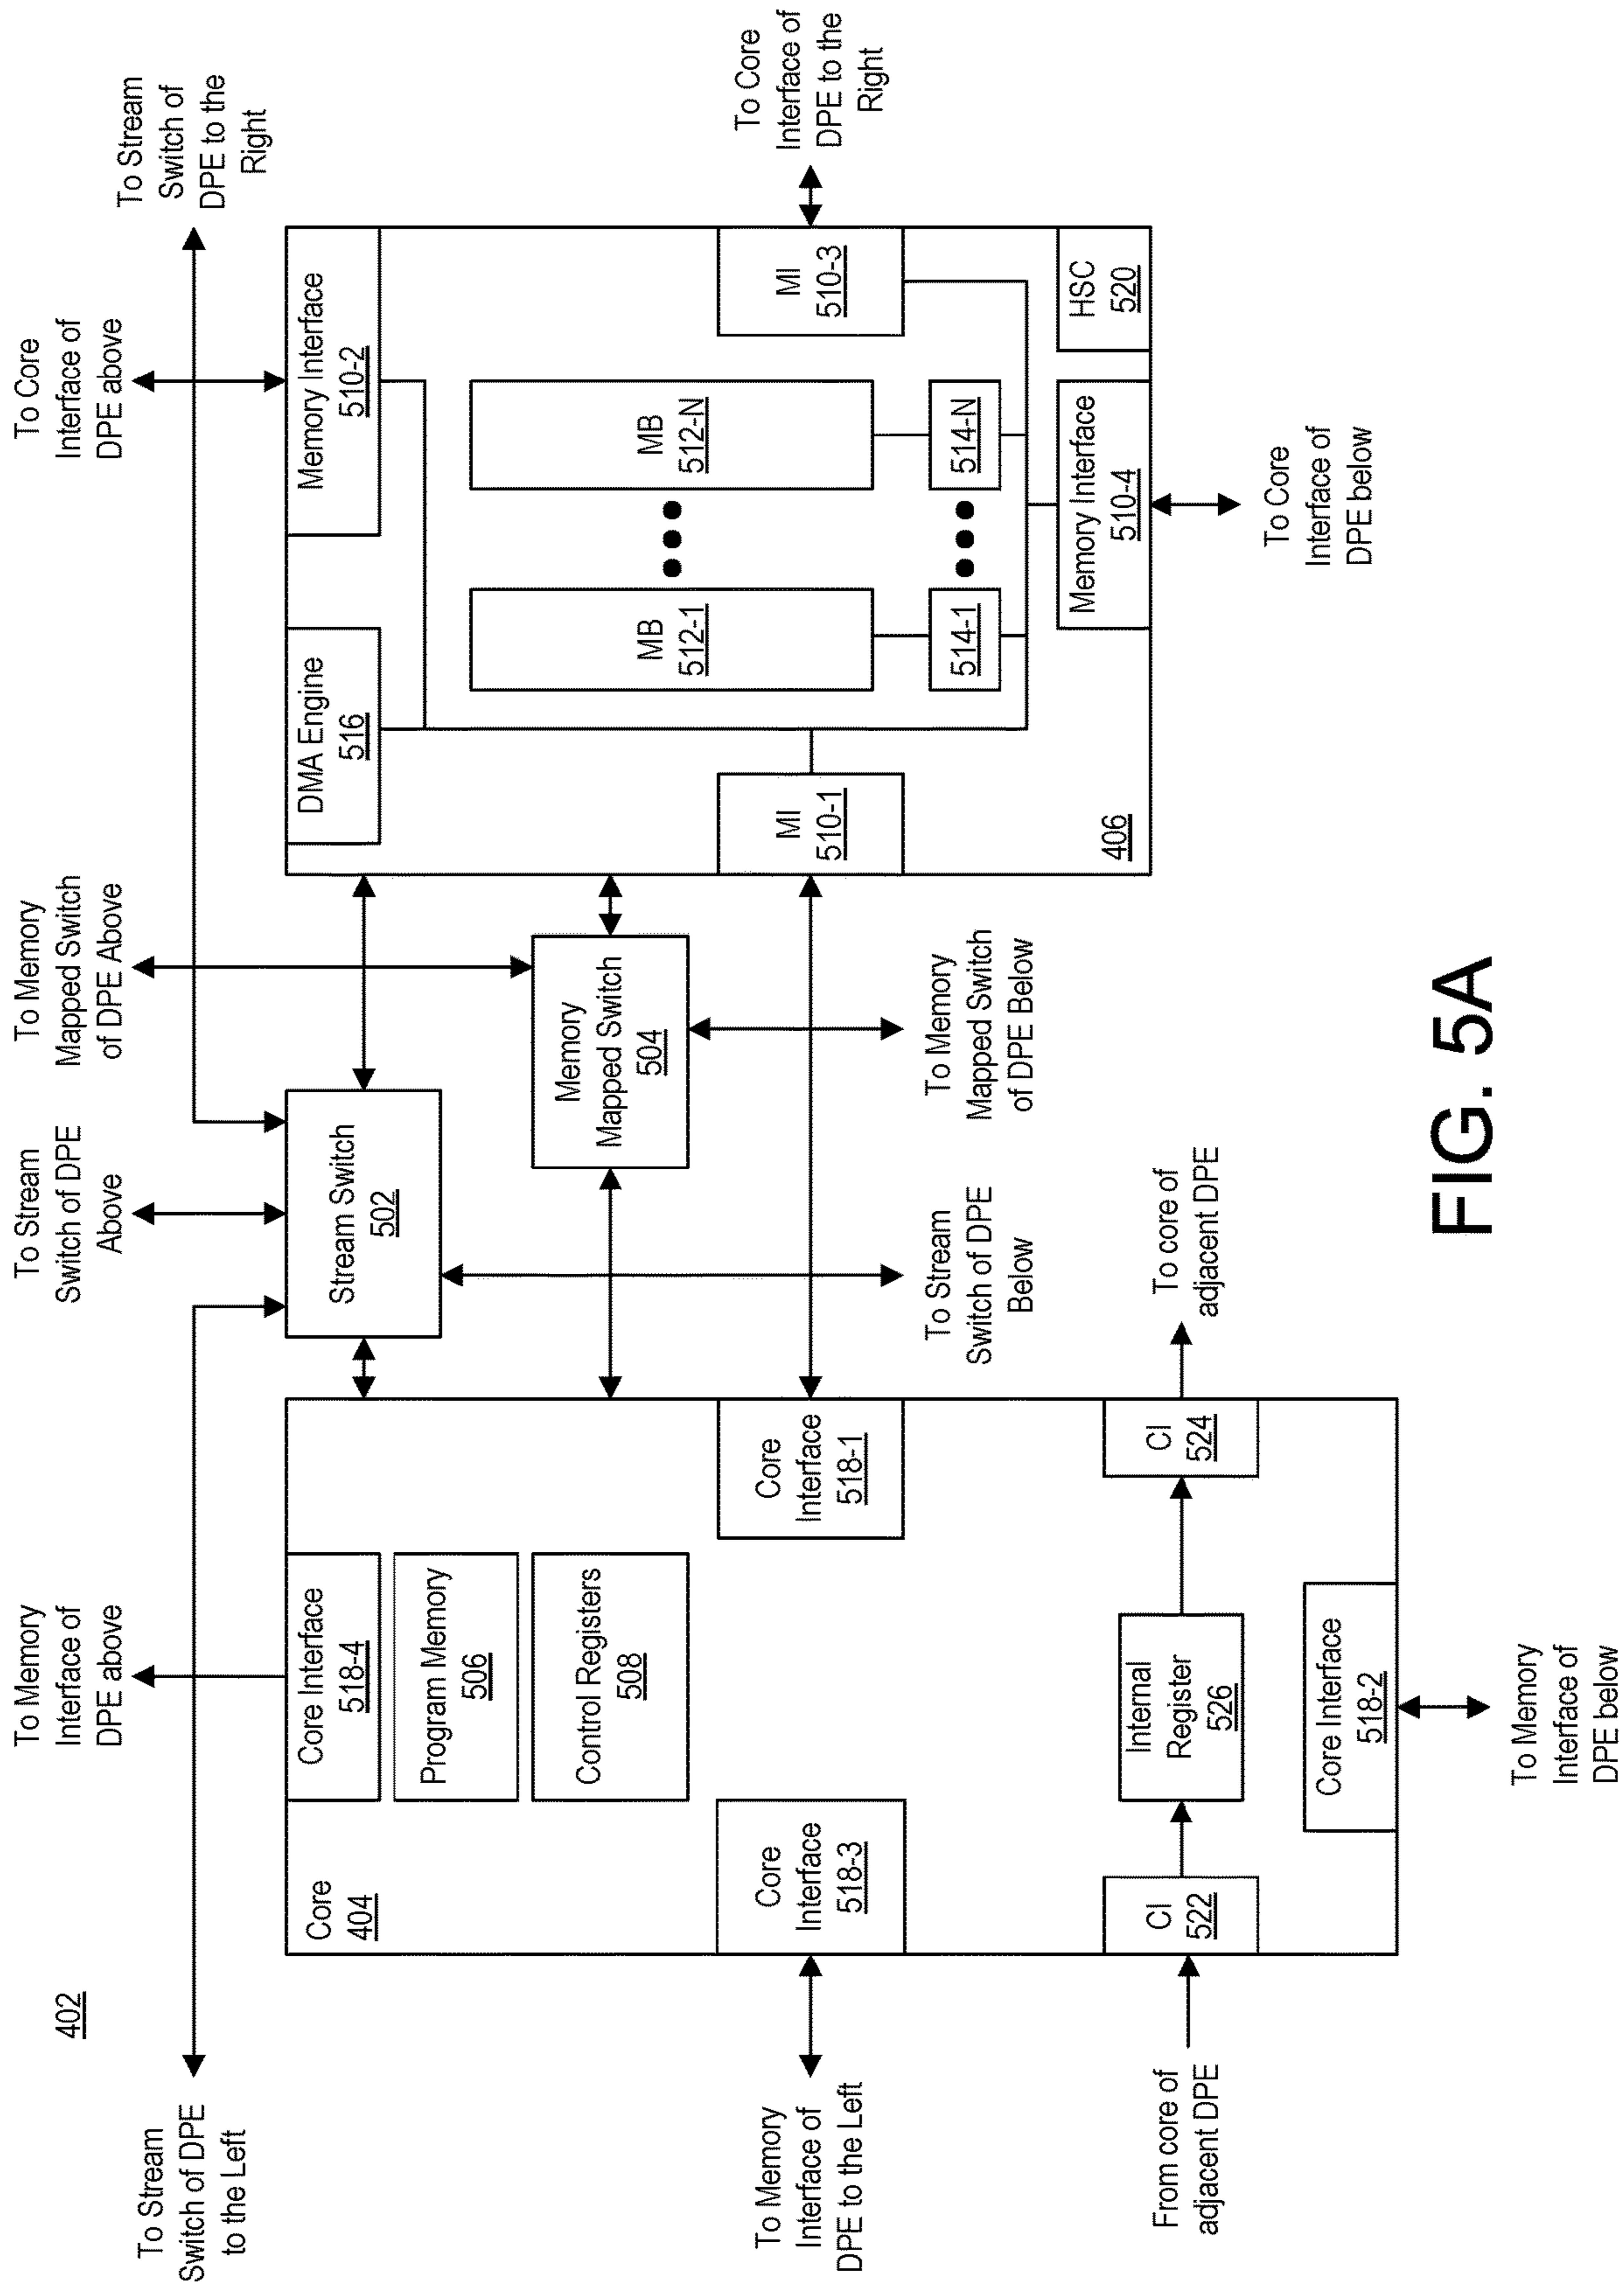 402
To Stream
Switch of DPE
to the Left
To Memory
Interface of
DPE above
To Stream
Switch of DPE
Above
To Memory
Mapped Switch
of DPE Above
To Core
Interface of
DPE above
To Stream
Switch of
DPE to the
Right
Core
404
Core Interface
518-4
Program Memory
506
Control Registers
508
Core
Interface
518-3
Core
Interface
518-1
To Memory
Interface of
DPE to the Left
CI
522
Internal
Register
526
CI
524
From core of
adjacent DPE
To core of
adjacent DPE
Core Interface
518-2
To Memory
Interface of
DPE below
Stream Switch
502
Memory
Mapped Switch
504
To Stream
Switch of DPE
Below
To Memory
Mapped Switch
of DPE Below
DMA Engine
516
Memory Interface
510-2
MI
510-1
MB
512-1
MB
512-N
MI
510-3
To Core
Interface of
DPE to the
Right
514-1
514-N
406
Memory Interface
510-4
HSC
520
To Core
Interface of
DPE below
FIG. 5A